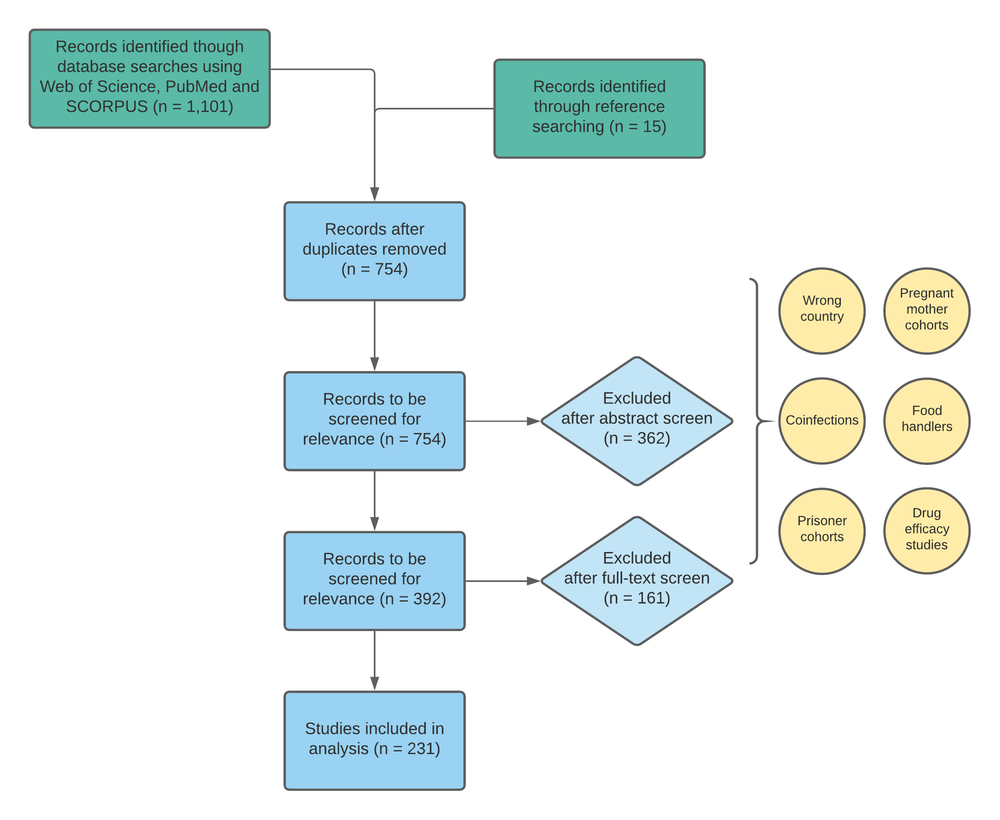 Records identified though
database searches using
Web of Science, PubMed and
SCORPUS (n = 1,101)
Records identified
through reference
searching (n = 15)
Records after
duplicates removed
(n = 754)
Records to be
screened for
relevance (n = 754)
Excluded
after abstract screen
(n = 362)
Records to be
screened for
relevance (n = 392)
Excluded
after full-text screen
(n = 161)
Studies included in
analysis (n = 231)
Wrong
country
Pregnant
mother
cohorts
Coinfections
Food
handlers
Prisoner
cohorts
Drug
efficacy
studies